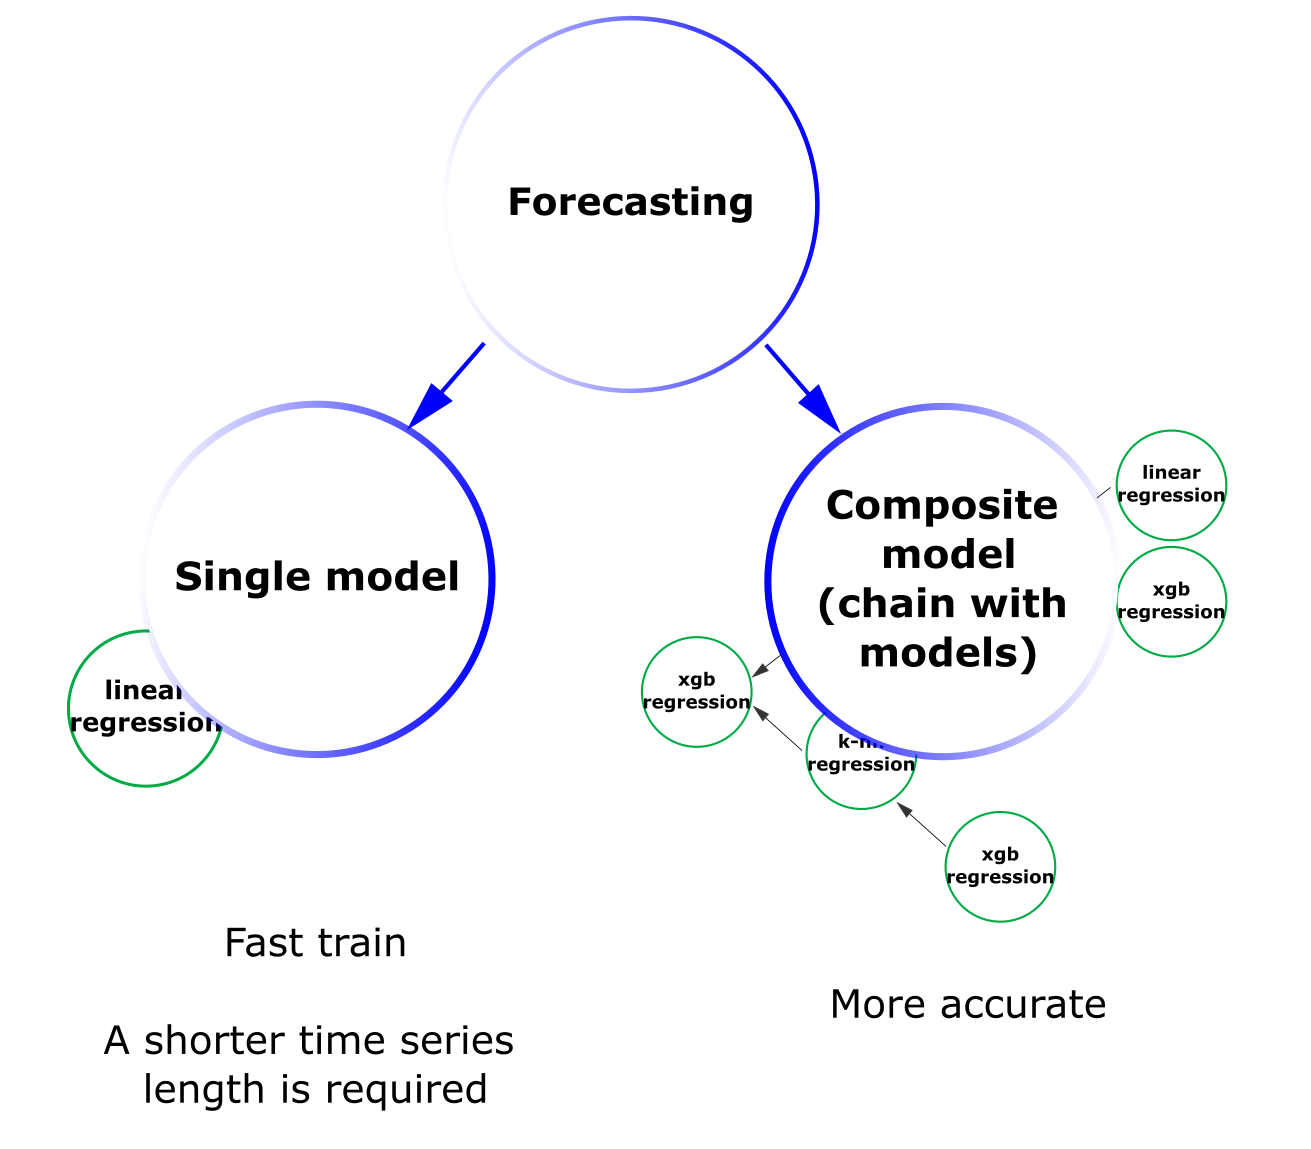 Forecasting
Single model
linear
regression
Composite
model
(chain with
models)
linear
regression
xgb
regression
xgb
regression
regression
xgb
regression
Fast train
A shorter time series
length is required
More accurate